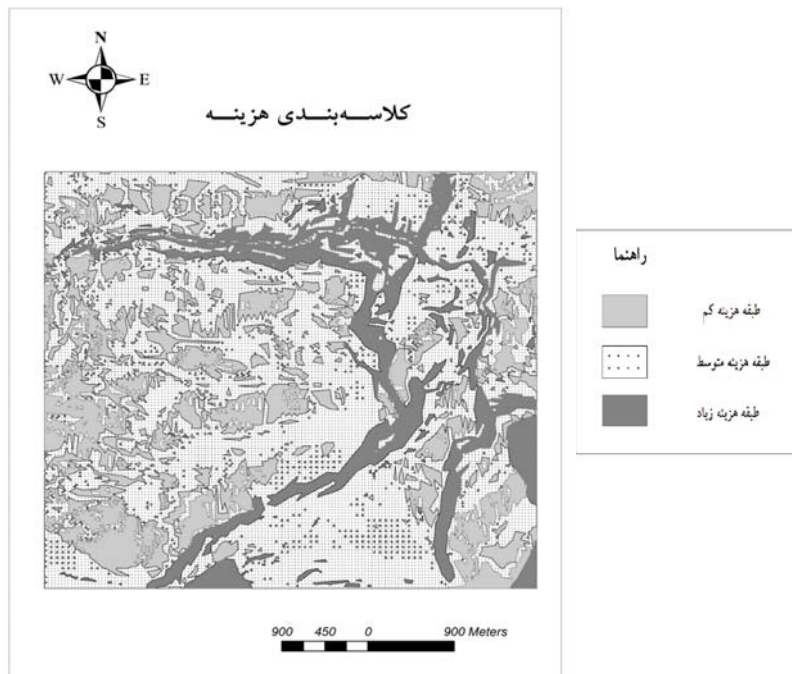 N
W E
S
کلاسه‌بندی هزینه
راهنما
طبقه هزینه کم
طبقه هزینه متوسط
طبقه هزینه زیاد
900 450 0 900 Meters